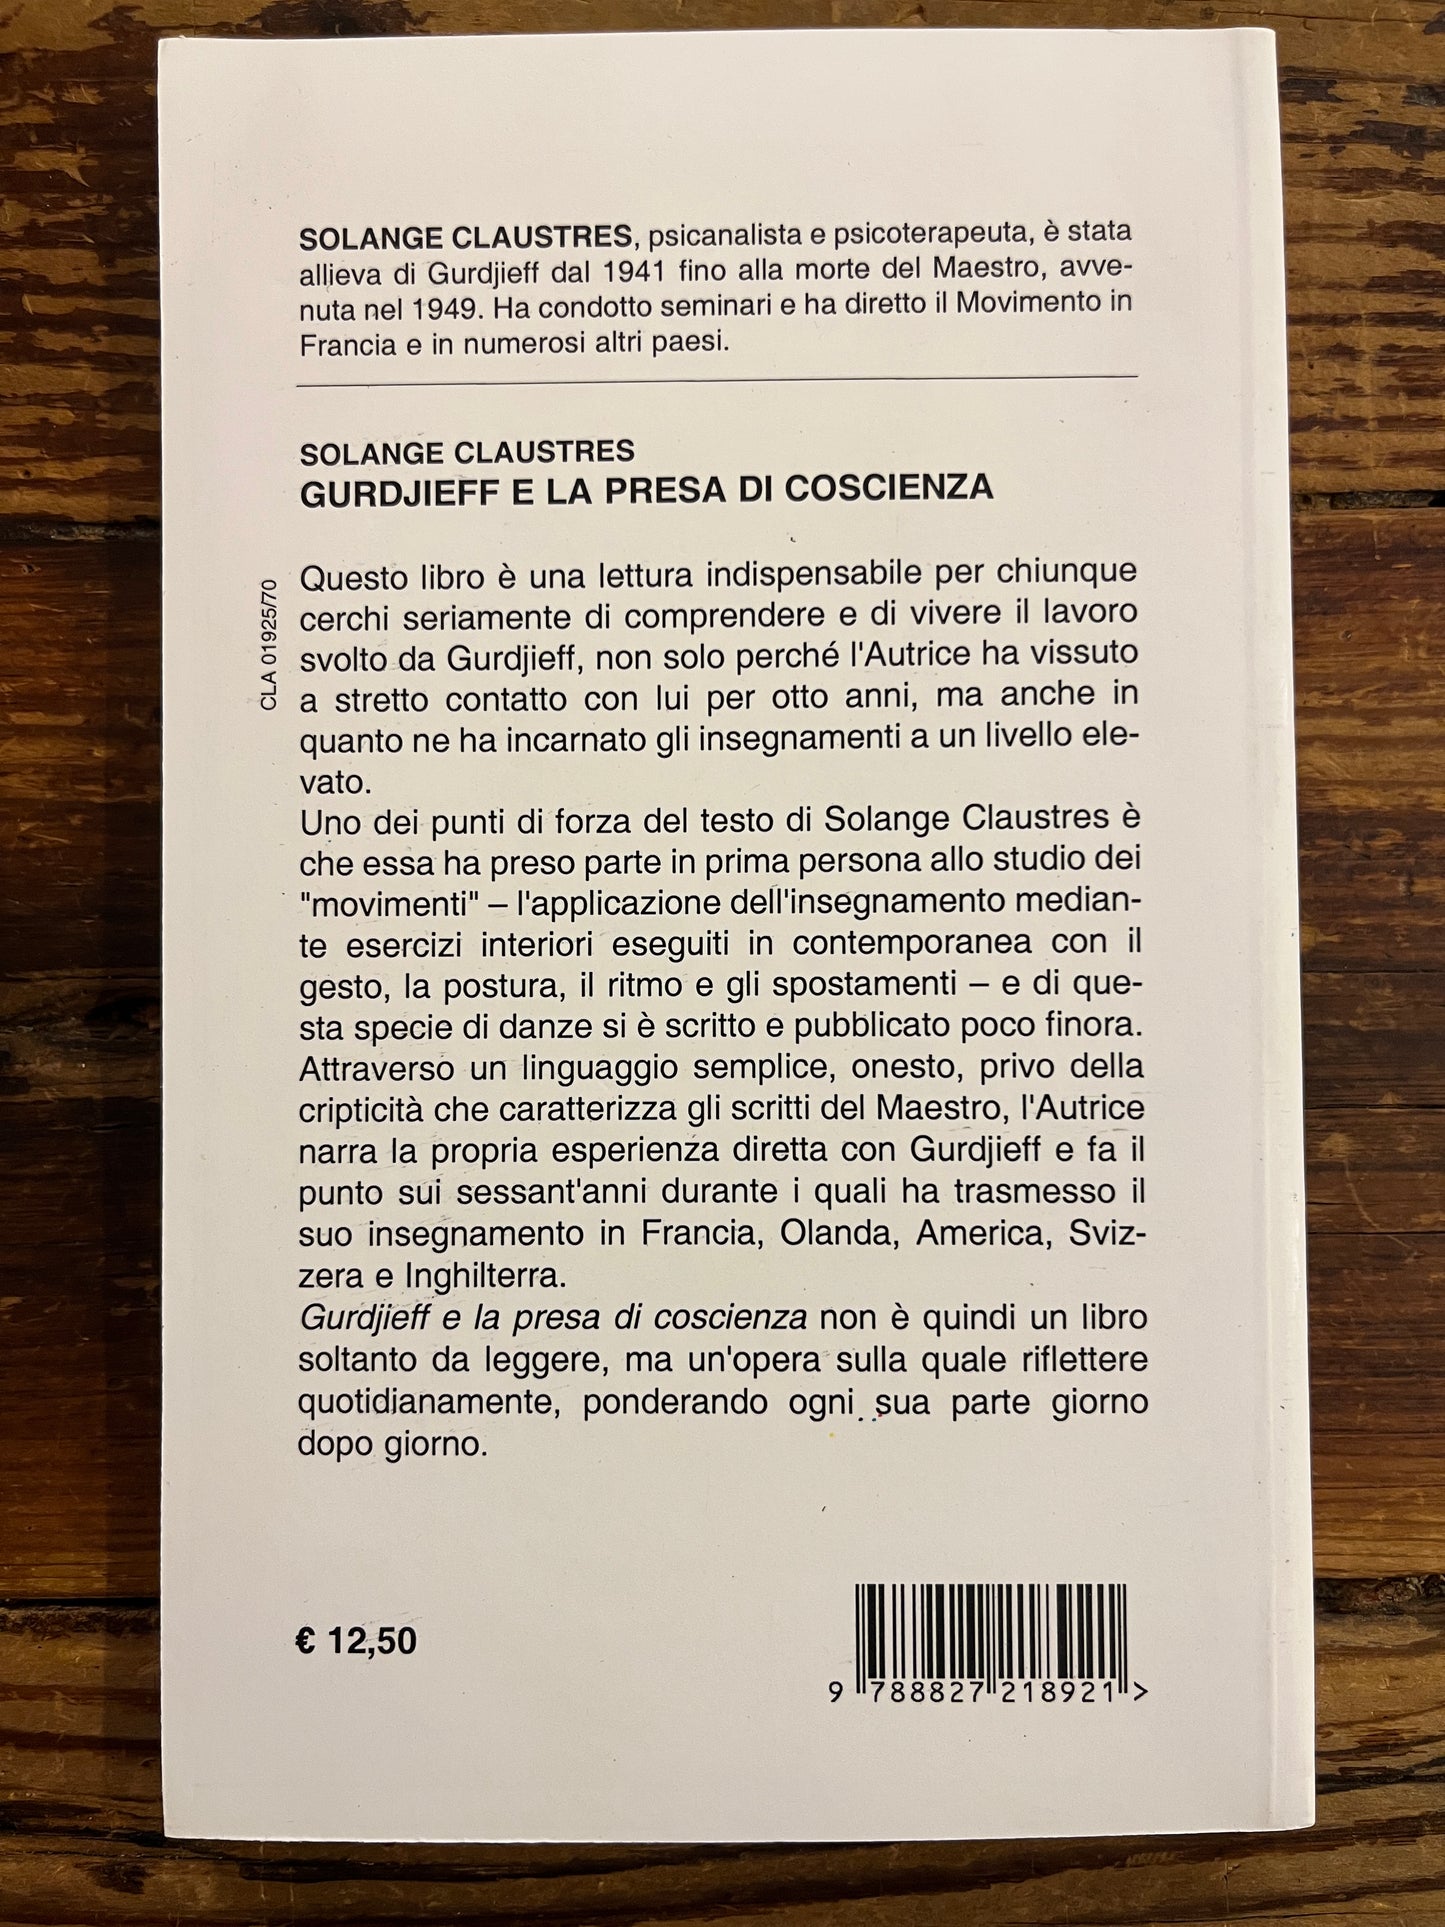 SOLANGE CLAUSTRES, psicanalista e psicoterapeuta, è stata
allieva di Gurdjieff dal 1941 fino alla morte del Maestro, avve-
nuta nel 1949. Ha condotto seminari e ha diretto il Movimento in
Francia e in numerosi altri paesi.
SOLANGE CLAUSTRES
GURDJIEFF E LA PRESA DI COSCIENZA
CLA 01925/70
Questo libro è una lettura indispensabile per chiunque
cerchi seriamente di comprendere e di vivere il lavoro
svolto da Gurdjieff, non solo perché l'Autrice ha vissuto
a stretto contatto con lui per otto anni, ma anche in
quanto ne ha incarnato gli insegnamenti a un livello ele-
vato.
Uno dei punti di forza del testo di Solange Claustres è
che essa ha preso parte in prima persona allo studio dei
"movimenti" – l'applicazione dell'insegnamento median-
te esercizi interiori eseguiti in contemporanea con il
gesto, la postura, il ritmo e gli spostamenti – e di que-
sta specie di danze si è scritto e pubblicato poco finora.
Attraverso un linguaggio semplice, onesto, privo della
cripticità che caratterizza gli scritti del Maestro, l'Autrice
narra la propria esperienza diretta con Gurdjieff e fa il
punto sui sessant'anni durante i quali ha trasmesso il
suo insegnamento in Francia, Olanda, America, Sviz-
zera e Inghilterra.
Gurdjieff e la presa di coscienza non è quindi un libro
soltanto da leggere, ma un'opera sulla quale riflettere
quotidianamente, ponderando ogni sua parte giorno
dopo giorno.
€ 12,50
9 788827 218921 >